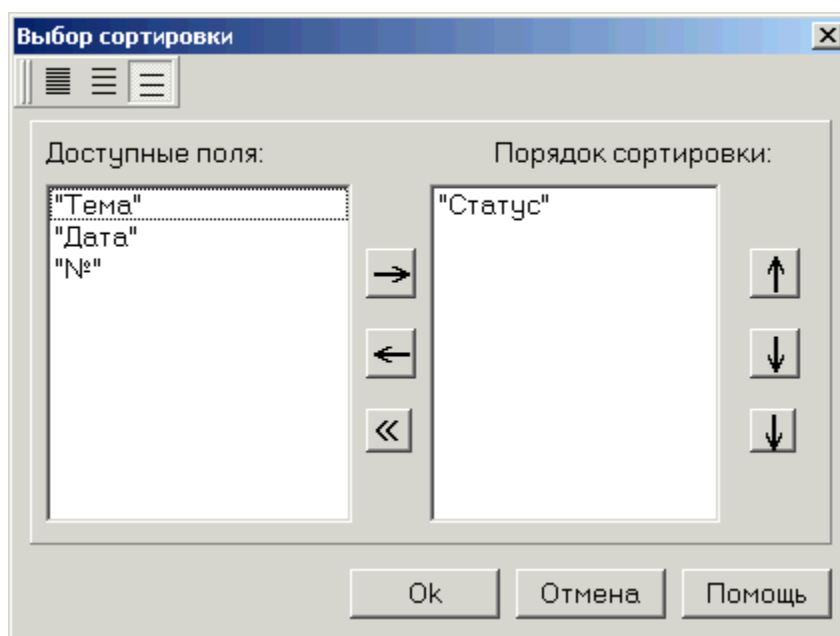 Выбор сортировки
Доступные поля:
Порядок сортировки:
"Тема"
"Дата"
"№"
"Статус"
Ok
Отмена
Помощь